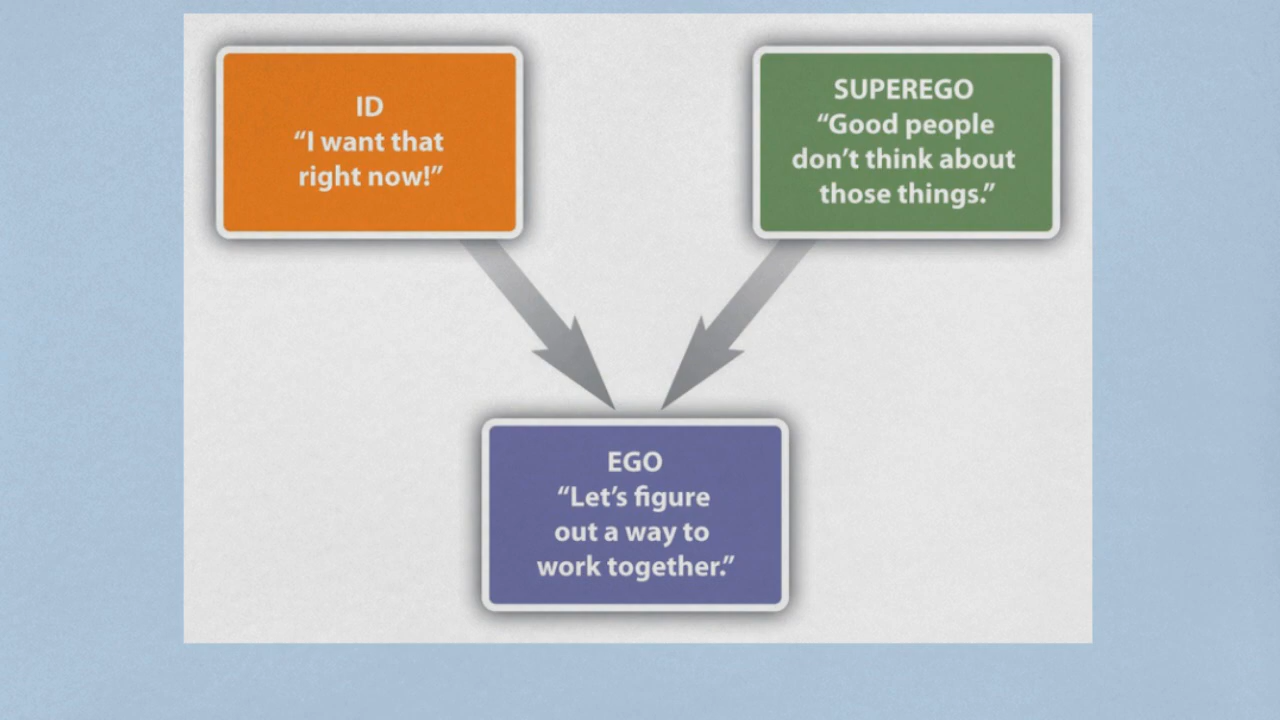 ID
“I want that
right now!”
SUPEREGO
“Good people
don’t think about
those things.”
EGO
“Let’s figure
out a way to
work together.”